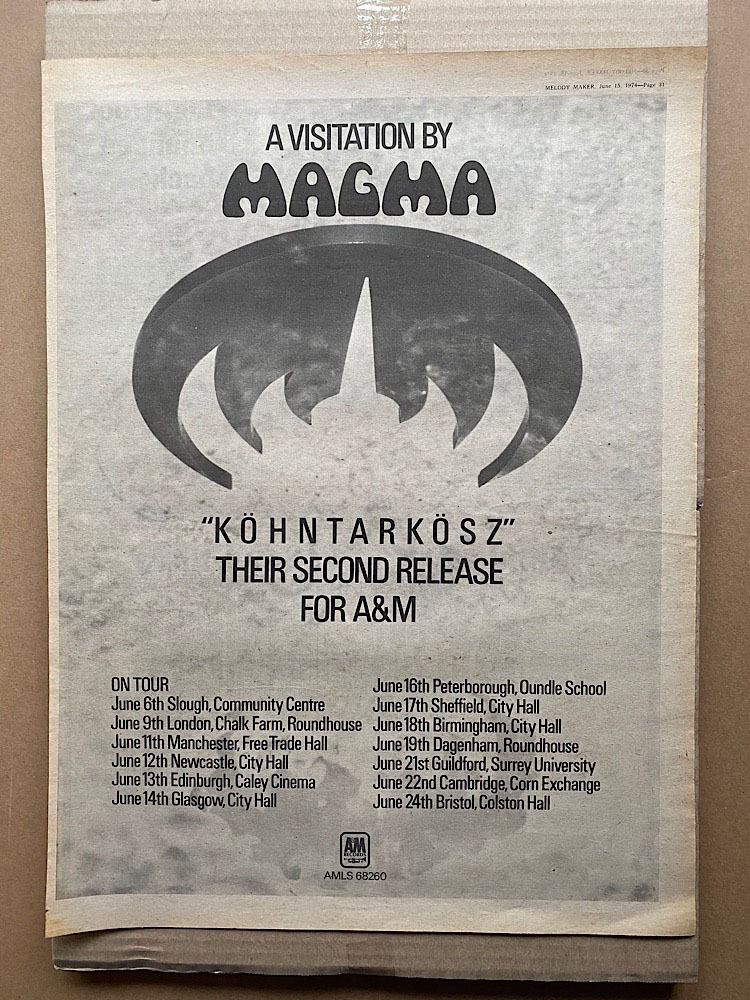 MELODY MAKER, June 15, 1974—Page 31
A VISITATION BY
MAGMA
“KÖHNTARKÖSZ”
THEIR SECOND RELEASE
FOR A&M
ON TOUR
June 6th Slough, Community Centre
June 9th London, Chalk Farm, Roundhouse
June 11th Manchester, Free Trade Hall
June 12th Newcastle, City Hall
June 13th Edinburgh, Caley Cinema
June 14th Glasgow, City Hall
June 16th Peterborough, Oundle School
June 17th Sheffield, City Hall
June 18th Birmingham, City Hall
June 19th Dagenham, Roundhouse
June 21st Guildford, Surrey University
June 22nd Cambridge, Corn Exchange
June 24th Bristol, Colston Hall
AM
RECORDS
AMLS 68260